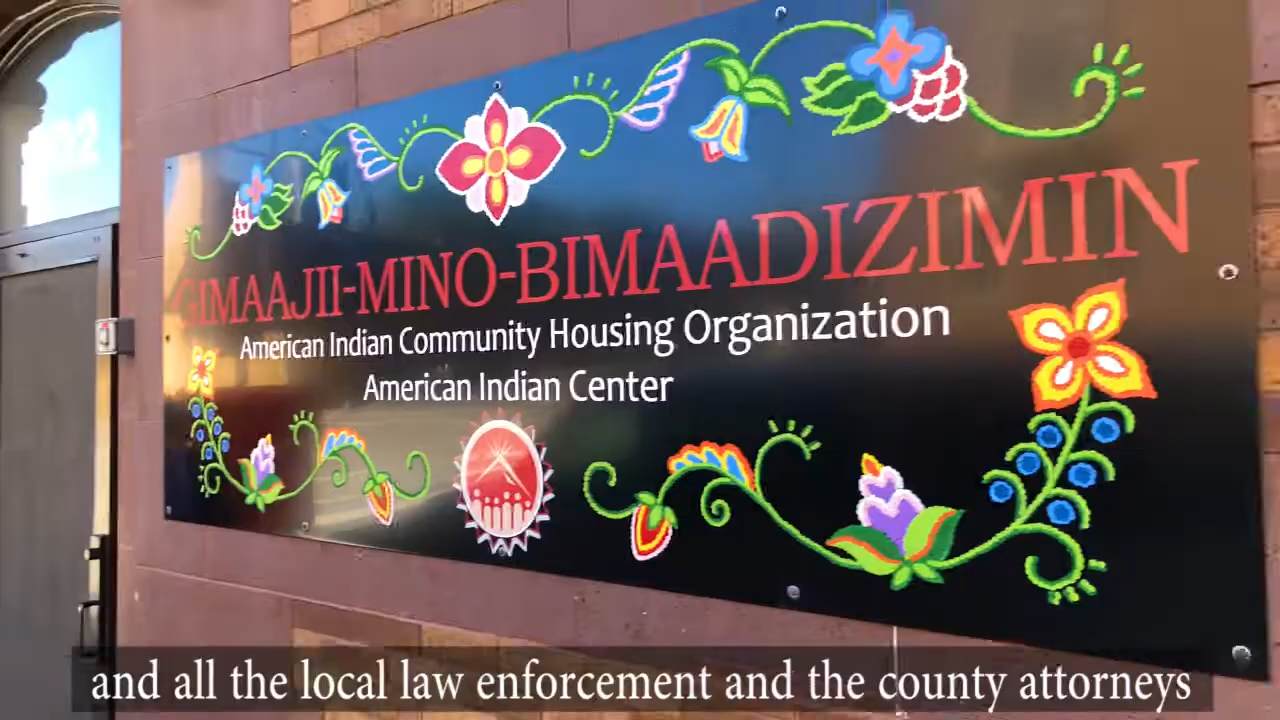 GIMAAJII-MINO-BIMAADIZIMIN
American Indian Community Housing Organization
American Indian Center
and all the local law enforcement and the county attorneys